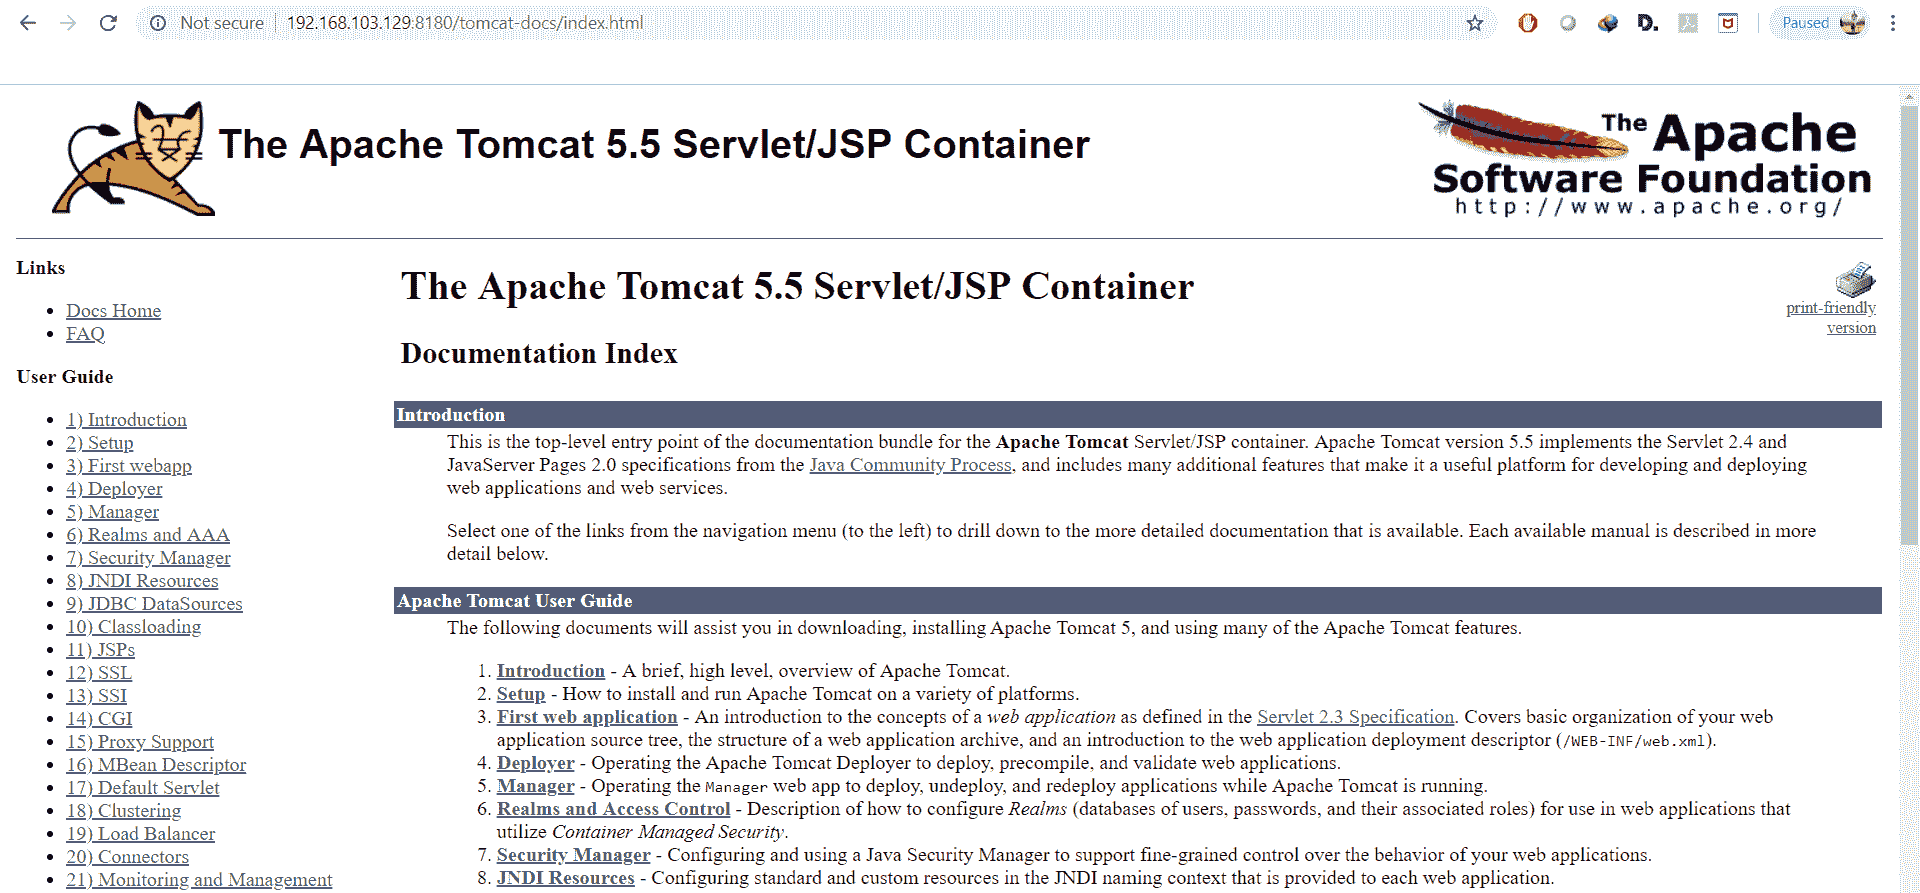 Not secure 192.168.103.129:8180/tomcat-docs/index.html
D.
Paused
The Apache Tomcat 5.5 Servlet/JSP Container
The Apache
Software Foundation
http://www.apache.org/
Links
Docs Home
FAQ
User Guide
1) Introduction
2) Setup
3) First webapp
4) Deployer
5) Manager
6) Realms and AAA
7) Security Manager
8) JNDI Resources
9) JDBC DataSources
10) Classloading
11) JSPs
12) SSL
13) SSI
14) CGI
15) Proxy Support
16) MBean Descriptor
17) Default Servlet
18) Clustering
19) Load Balancer
20) Connectors
21) Monitoring and Management
The Apache Tomcat 5.5 Servlet/JSP Container
print-friendly
version
Documentation Index
Introduction
This is the top-level entry point of the documentation bundle for the Apache Tomcat Servlet/JSP container. Apache Tomcat version 5.5 implements the Servlet 2.4 and
JavaServer Pages 2.0 specifications from the Java Community Process, and includes many additional features that make it a useful platform for developing and deploying
web applications and web services.
Select one of the links from the navigation menu (to the left) to drill down to the more detailed documentation that is available. Each available manual is described in more
detail below.
Apache Tomcat User Guide
The following documents will assist you in downloading, installing Apache Tomcat 5, and using many of the Apache Tomcat features.
1. Introduction - A brief, high level, overview of Apache Tomcat.
2. Setup - How to install and run Apache Tomcat on a variety of platforms.
3. First web application - An introduction to the concepts of a web application as defined in the Servlet 2.3 Specification. Covers basic organization of your web
application source tree, the structure of a web application archive, and an introduction to the web application deployment descriptor (/WEB-INF/web.xml).
4. Deployer - Operating the Apache Tomcat Deployer to deploy, precompile, and validate web applications.
5. Manager - Operating the Manager web app to deploy, undeploy, and redeploy applications while Apache Tomcat is running.
6. Realms and Access Control - Description of how to configure Realms (databases of users, passwords, and their associated roles) for use in web applications that
utilize Container Managed Security.
7. Security Manager - Configuring and using a Java Security Manager to support fine-grained control over the behavior of your web applications.
8. JNDI Resources - Configuring standard and custom resources in the JNDI naming context that is provided to each web application.